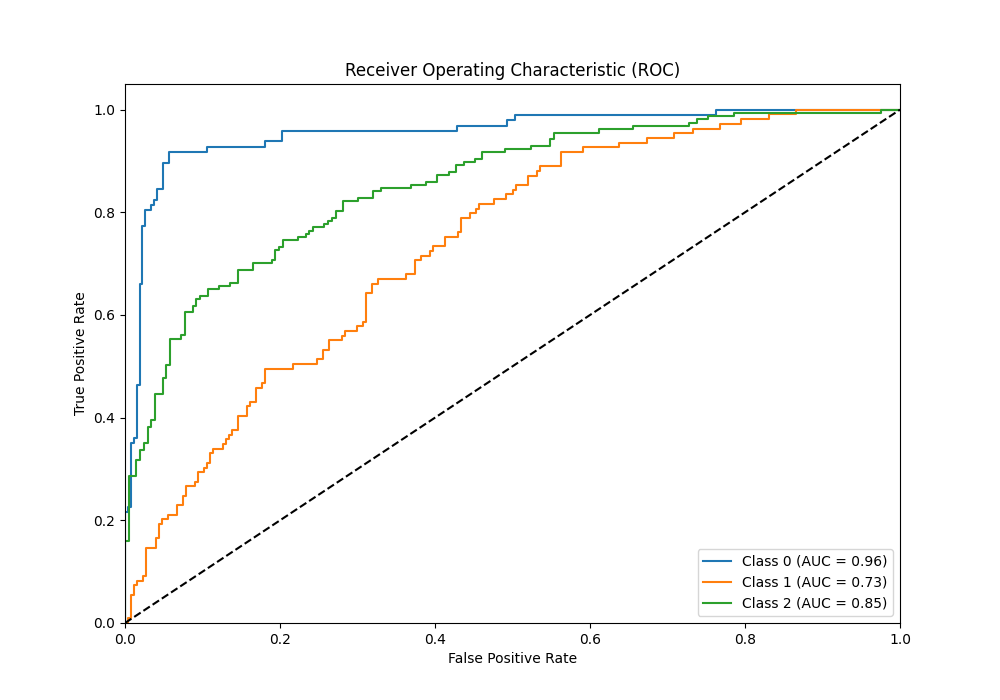 Receiver Operating Characteristic (ROC)
1.0
0.8
0.6
0.4
0.2
0.0
True Positive Rate
0.0 0.2 0.4 0.6 0.8 1.0
False Positive Rate
Class 0 (AUC = 0.96)
Class 1 (AUC = 0.73)
Class 2 (AUC = 0.85)